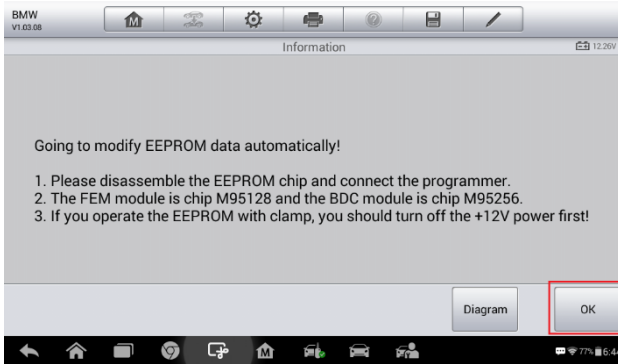 BMW
V1.03.08
Information
12.26V
Going to modify EEPROM data automatically!
1. Please disassemble the EEPROM chip and connect the programmer.
2. The FEM module is chip M95128 and the BDC module is chip M95256.
3. If you operate the EEPROM with clamp, you should turn off the +12V power first!
Diagram
OK
77%